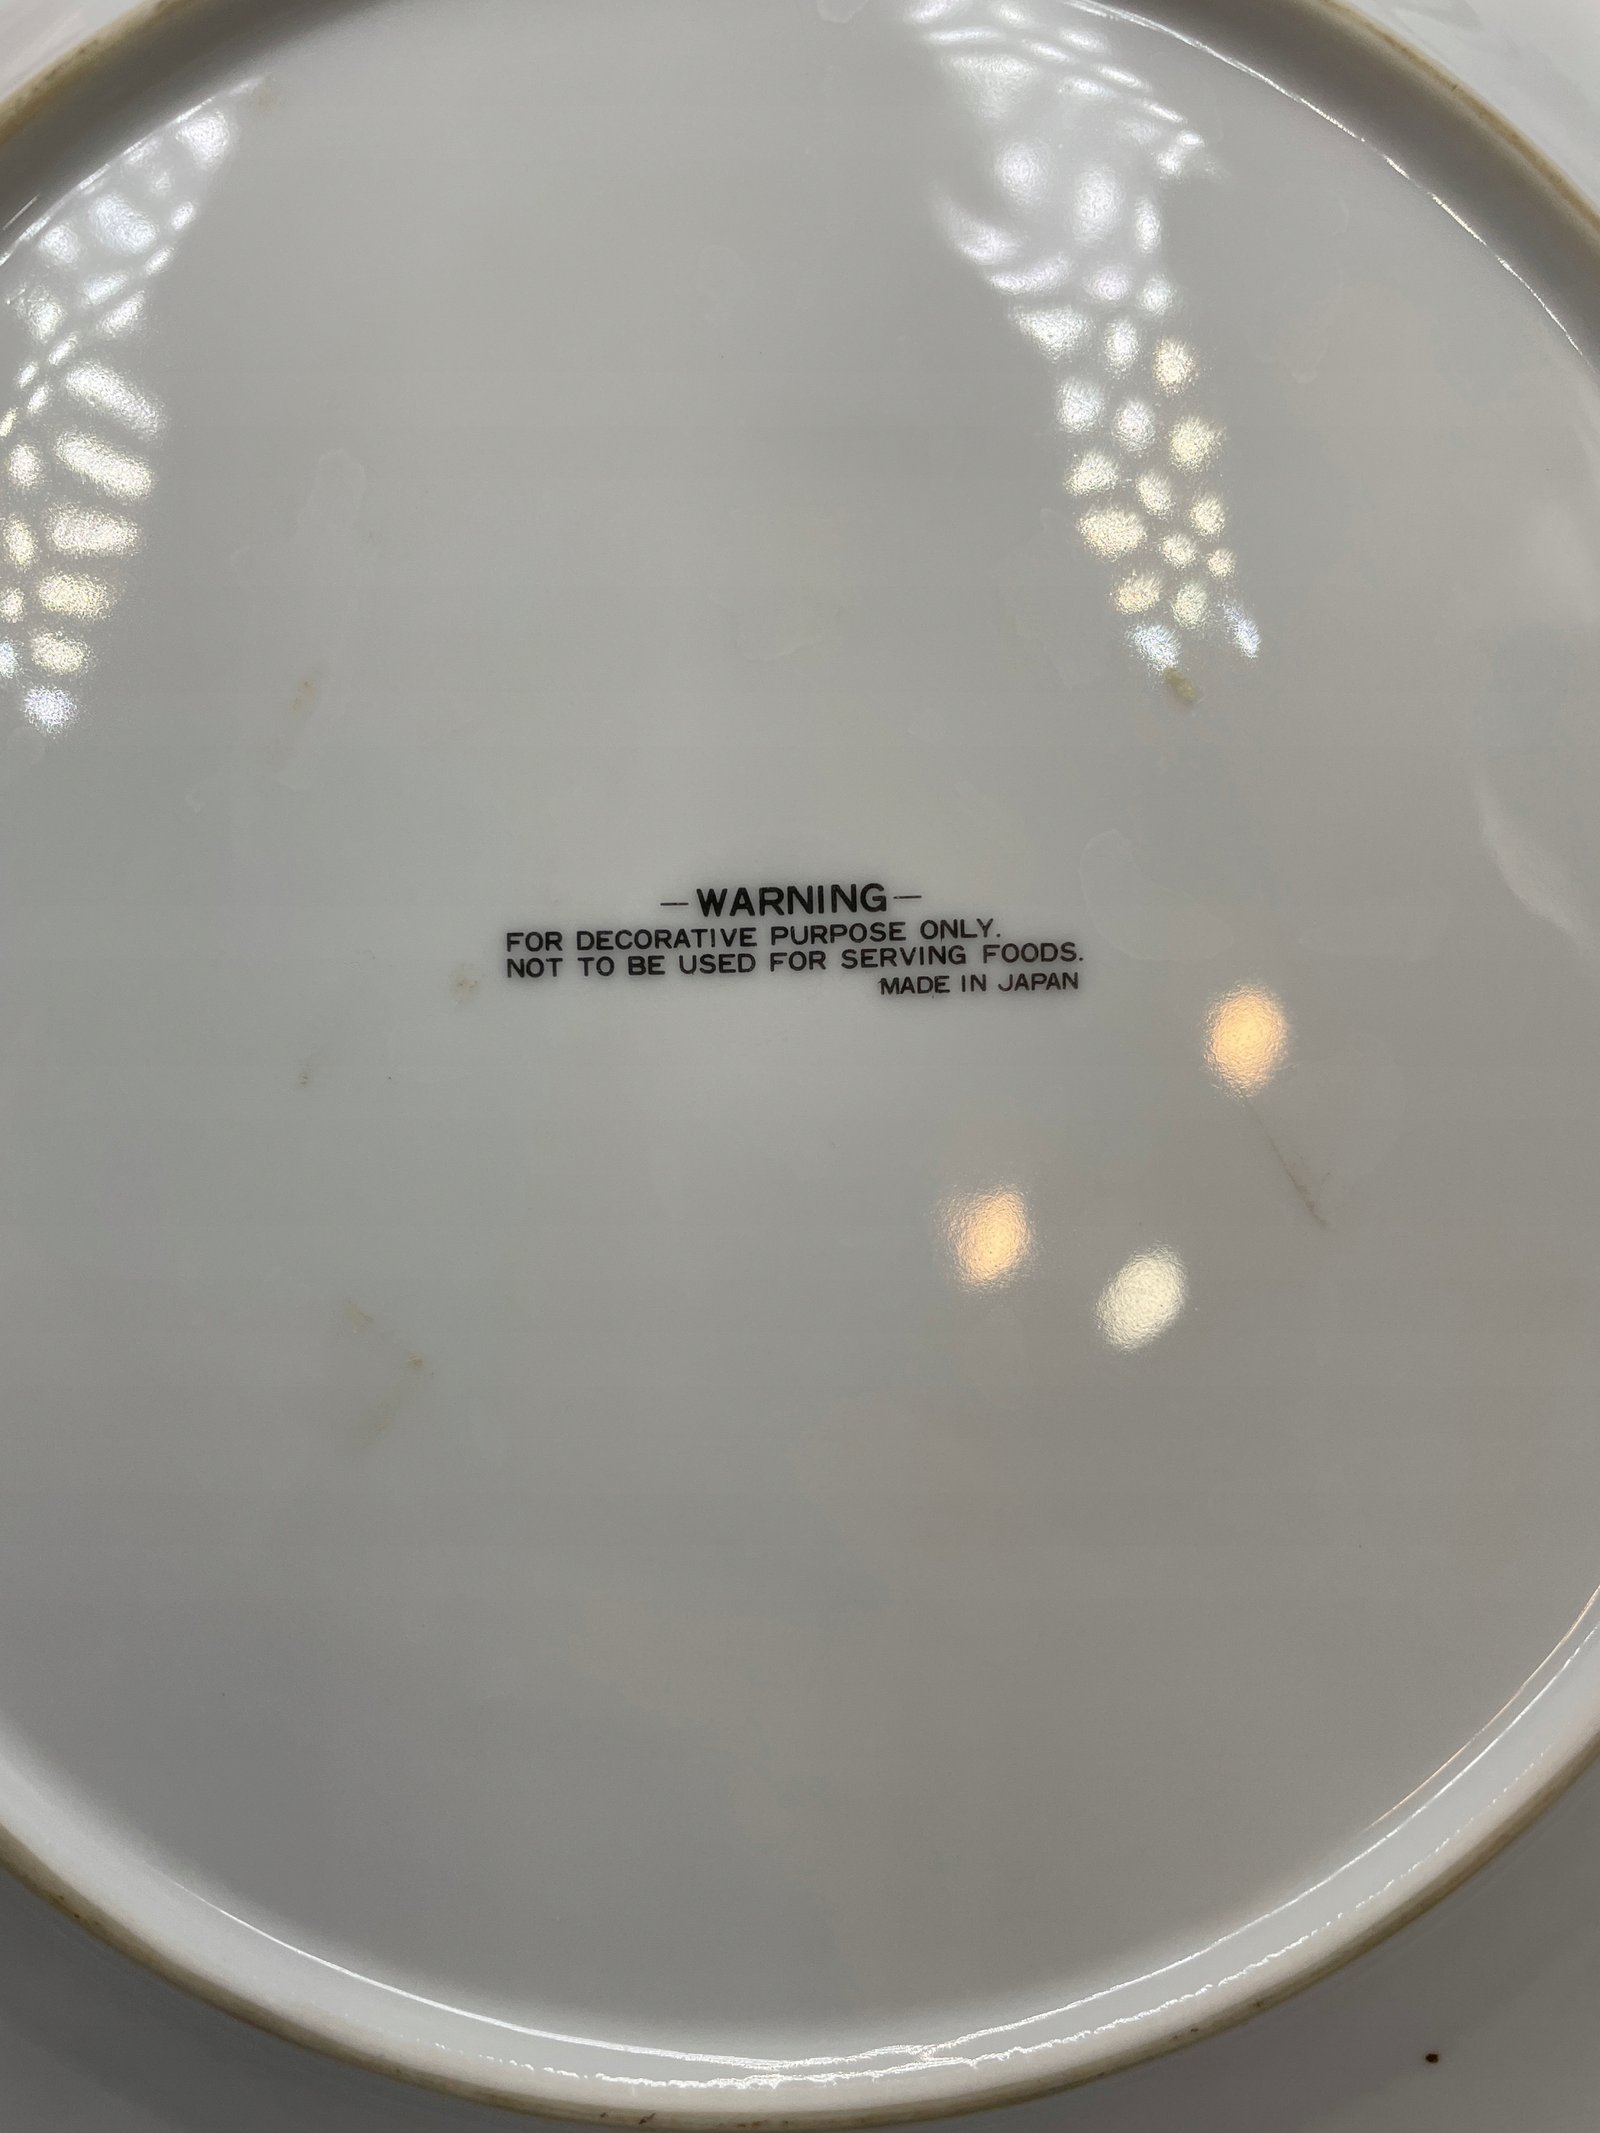 —WARNING—
FOR DECORATIVE PURPOSE ONLY.
NOT TO BE USED FOR SERVING FOODS.
MADE IN JAPAN